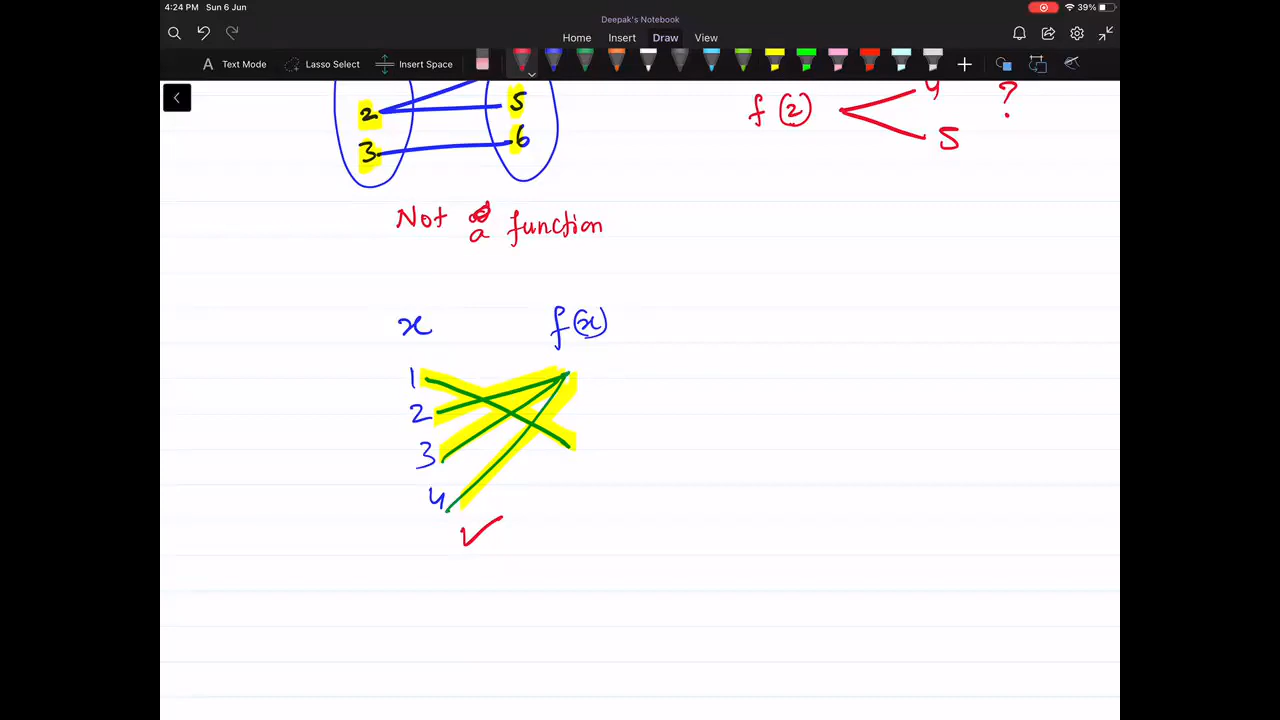 4:24 PM Sun 6 Jun
39%
Deepak's Notebook
Home Insert Draw View
A Text Mode Lasso Select Insert Space
2 5
3 6
f(2) 4 ?
5
Not a function
x f(x)
1
2
3
4